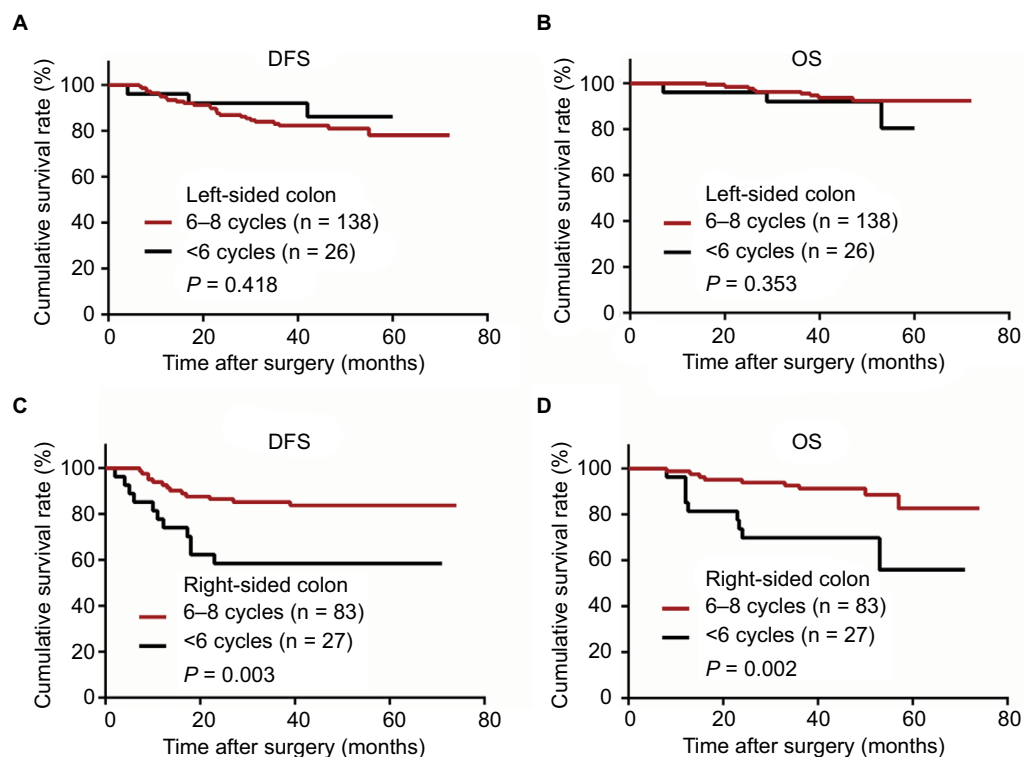 A
DFS
Cumulative survival rate (%)
100
80
60
40
20
0
Left-sided colon
6–8 cycles (n = 138)
<6 cycles (n = 26)
P = 0.418
0
20
40
60
80
Time after surgery (months)
B
OS
Cumulative survival rate (%)
100
80
60
40
20
0
Left-sided colon
6–8 cycles (n = 138)
<6 cycles (n = 26)
P = 0.353
0
20
40
60
80
Time after surgery (months)
C
DFS
Cumulative survival rate (%)
100
80
60
40
20
0
Right-sided colon
6–8 cycles (n = 83)
<6 cycles (n = 27)
P = 0.003
0
20
40
60
80
Time after surgery (months)
D
OS
Cumulative survival rate (%)
100
80
60
40
20
0
Right-sided colon
6–8 cycles (n = 83)
<6 cycles (n = 27)
P = 0.002
0
20
40
60
80
Time after surgery (months)